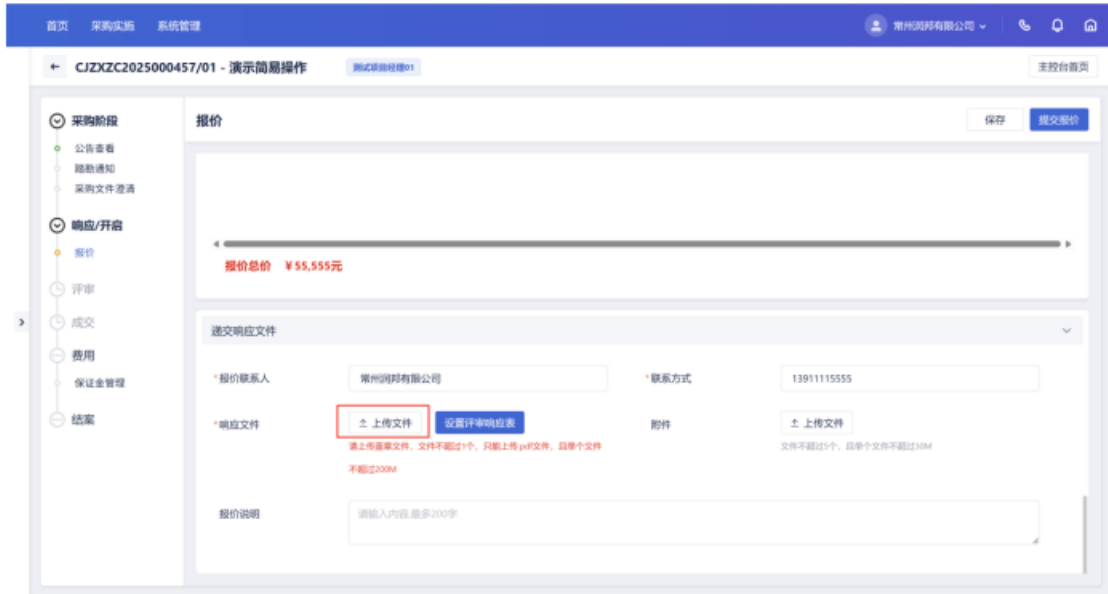 首页 采购实施 系统管理 常州润邦有限公司
← CJZXZC2025000457/01 - 演示简易操作 测试项目经理01 主控台首页
采购阶段
公告查看
踏勘通知
采购文件澄清
响应/开启
报价
评审
成交
费用
保证金管理
结案
报价 保存 提交报价
报价总价 ￥55,555元
递交响应文件
*报价联系人 常州润邦有限公司 *联系方式 13911115555
*响应文件 上传文件 设置评审响应表 附件 上传文件
请上传盖章文件，文件不超过1个，只能上传pdf文件，且单个文件 文件不超过5个，且单个文件不超过30M
不超过200M
报价说明 请输入内容,最多200字